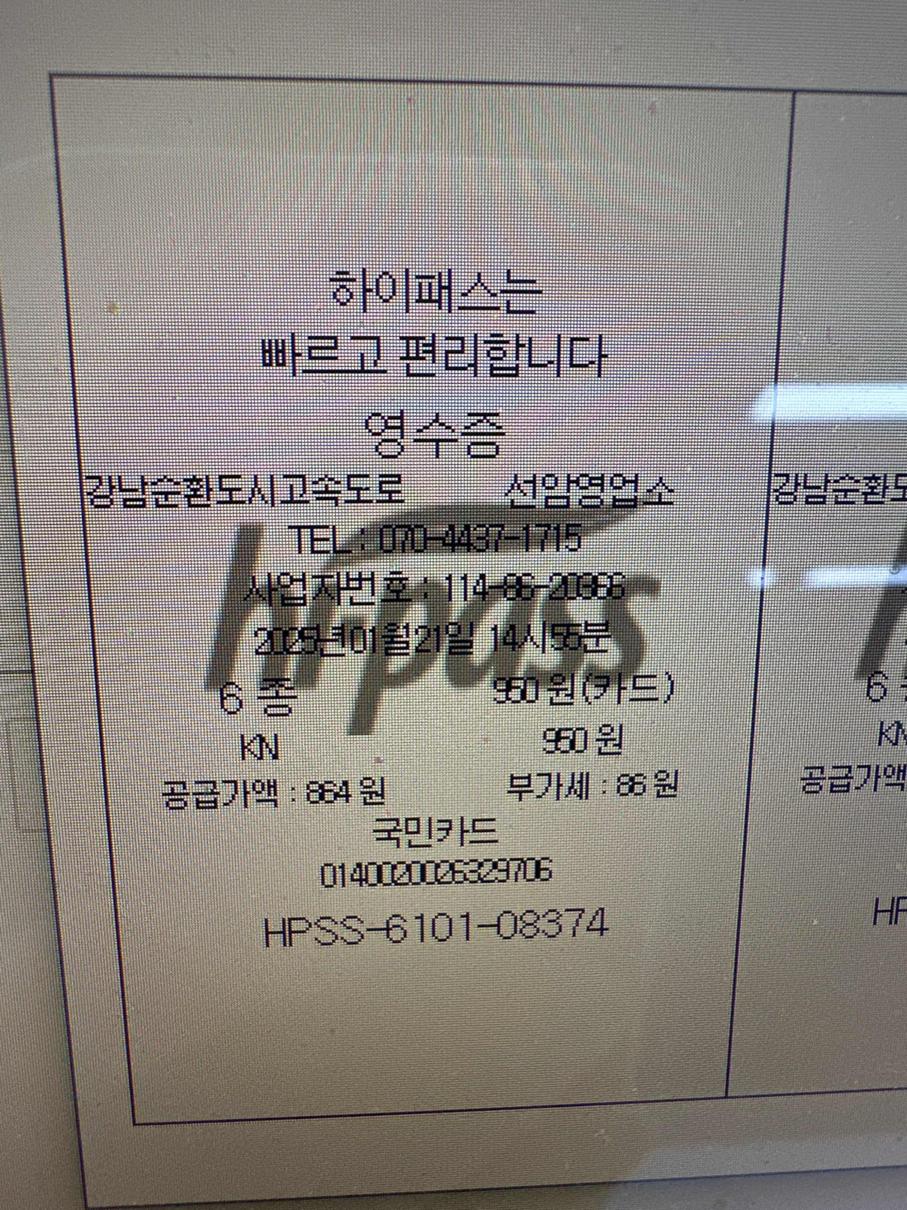 하이패스는
빠르고 편리합니다
영수증
강남순환도시고속도로 선암영업소
TEL : 070-4437-1715
사업자번호 : 114-86-20866
2025년01월21일 14시55분
6 종 950 원(카드)
KN 950 원
공급가액 : 864 원 부가세 : 86 원
국민카드
0140020026329706
HPSS-6101-08374
hi-pass
강남순환도
6
KN
공급가액
HP